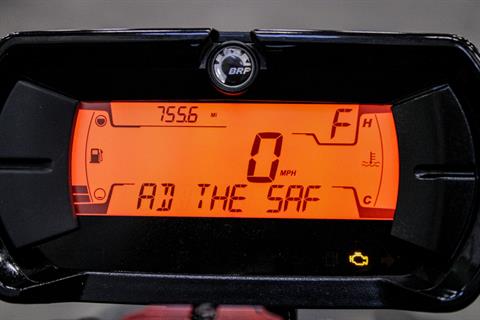 BRP
755.6 MI
F
H
0 MPH
C
AD THE SAF